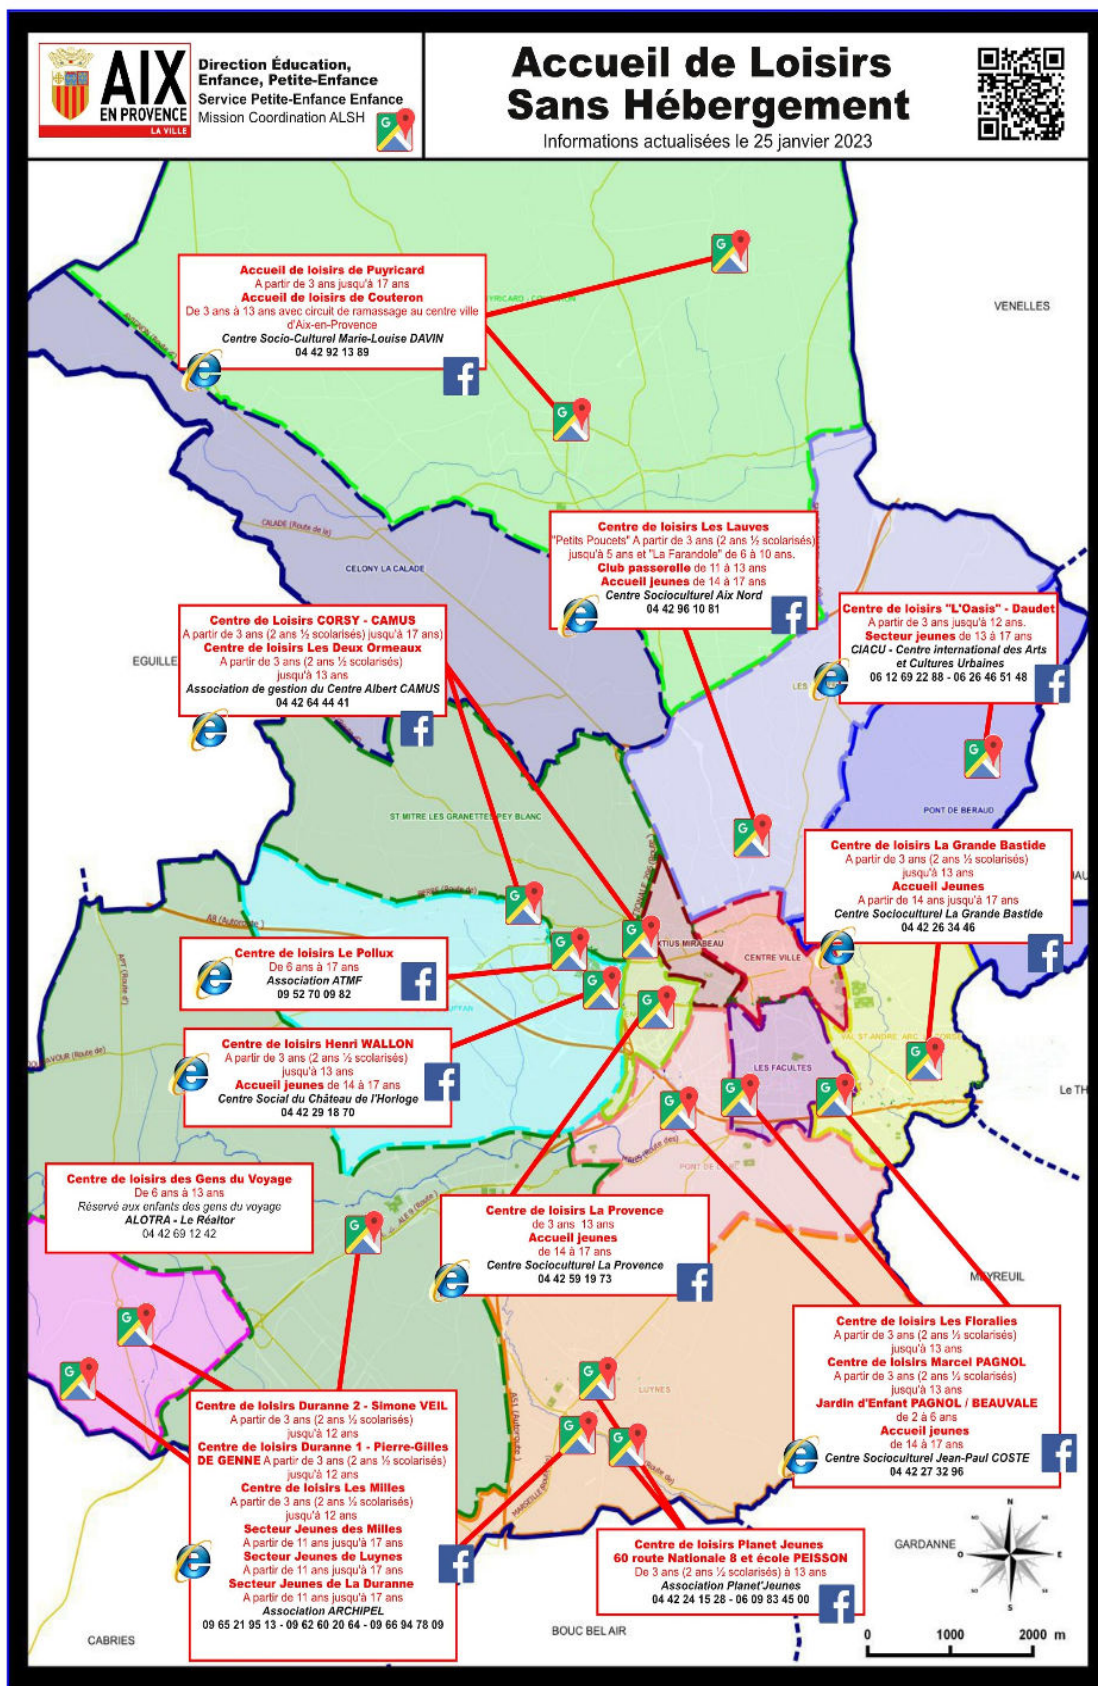 AIX
EN PROVENCE
LA VILLE
Direction Éducation,
Enfance, Petite-Enfance
Service Petite-Enfance Enfance
Mission Coordination ALSH
Accueil de Loisirs
Sans Hébergement
Informations actualisées le 25 janvier 2023
VENELLES
Accueil de loisirs de Puyricard
A partir de 3 ans jusqu'à 17 ans
Accueil de loisirs de Couteron
De 3 ans à 13 ans avec circuit de ramassage au centre ville
d'Aix-en-Provence
Centre Socio-Culturel Marie-Louise DAVIN
04 42 92 13 89
CALADE (Route de la)
CELONY LA CALADE
Centre de loisirs Les Lauves
"Petits Poucets" A partir de 3 ans (2 ans ½ scolarisés)
jusqu'à 5 ans et "La Farandole" de 6 à 10 ans.
Club passerelle de 11 à 13 ans
Accueil jeunes de 14 à 17 ans
Centre Socioculturel Aix Nord
04 42 96 10 81
Centre de loisirs "L'Oasis" - Daudet
A partir de 3 ans jusqu'à 12 ans.
Secteur jeunes de 13 à 17 ans
CIACU - Centre international des Arts
et Cultures Urbaines
06 12 69 22 88 - 06 26 46 51 48
LES
EGUILLE
Centre de Loisirs CORSY - CAMUS
A partir de 3 ans (2 ans ½ scolarisés) jusqu'à 17 ans)
Centre de loisirs Les Deux Ormeaux
A partir de 3 ans (2 ans ½ scolarisés)
jusqu'à 13 ans
Association de gestion du Centre Albert CAMUS
04 42 64 44 41
PONT DE BERAUD
ST MITRE LES GRANETTES PEY BLANC
Centre de loisirs La Grande Bastide
A partir de 3 ans (2 ans ½ scolarisés)
jusqu'à 13 ans
Accueil Jeunes
A partir de 14 ans jusqu'à 17 ans
Centre Socioculturel La Grande Bastide
04 42 26 34 46
A8 (Autoroute )
XTIUS MIRABEAU
CENTRE VILLE
Centre de loisirs Le Pollux
De 6 ans à 17 ans
Association ATMF
09 52 70 09 82
VAL ST ANDRE, ARC
Centre de loisirs Henri WALLON
A partir de 3 ans (2 ans ½ scolarisés)
jusqu'à 13 ans
Accueil jeunes de 14 à 17 ans
Centre Social du Château de l'Horloge
04 42 29 18 70
LES FACULTES
Le TH
MILLES (Route des)
Centre de loisirs des Gens du Voyage
De 6 ans à 13 ans
Réservé aux enfants des gens du voyage
ALOTRA - Le Réaltor
04 42 69 12 42
Centre de loisirs La Provence
de 3 ans 13 ans
Accueil jeunes
de 14 à 17 ans
Centre Socioculturel La Provence
04 42 59 19 73
MEYREUIL
Centre de loisirs Les Floralies
A partir de 3 ans (2 ans ½ scolarisés)
jusqu'à 13 ans
Centre de loisirs Marcel PAGNOL
A partir de 3 ans (2 ans ½ scolarisés)
jusqu'à 13 ans
Jardin d'Enfant PAGNOL / BEAUVALE
de 2 à 6 ans
Accueil jeunes
de 14 à 17 ans
Centre Socioculturel Jean-Paul COSTE
04 42 27 32 96
LUYNES
A51 (Autoroute )
Centre de loisirs Duranne 2 - Simone VEIL
A partir de 3 ans (2 ans ½ scolarisés)
jusqu'à 12 ans
Centre de loisirs Duranne 1 - Pierre-Gilles
DE GENNE A partir de 3 ans (2 ans ½ scolarisés)
jusqu'à 12 ans
Centre de loisirs Les Milles
A partir de 3 ans (2 ans ½ scolarisés)
jusqu'à 12 ans
Secteur Jeunes des Milles
A partir de 11 ans jusqu'à 17 ans
Secteur Jeunes de Luynes
A partir de 11 ans jusqu'à 17 ans
Secteur Jeunes de La Duranne
A partir de 11 ans jusqu'à 17 ans
Association ARCHIPEL
09 65 21 95 13 - 09 62 60 20 64 - 09 66 94 78 09
Centre de loisirs Planet Jeunes
60 route Nationale 8 et école PEISSON
De 3 ans (2 ans ½ scolarisés) à 13 ans
Association Planet'Jeunes
04 42 24 15 28 - 06 09 83 45 00
GARDANNE
N
NO
NE
O
E
SO
SE
S
BOUC BEL AIR
CABRIES
0 1000 2000 m